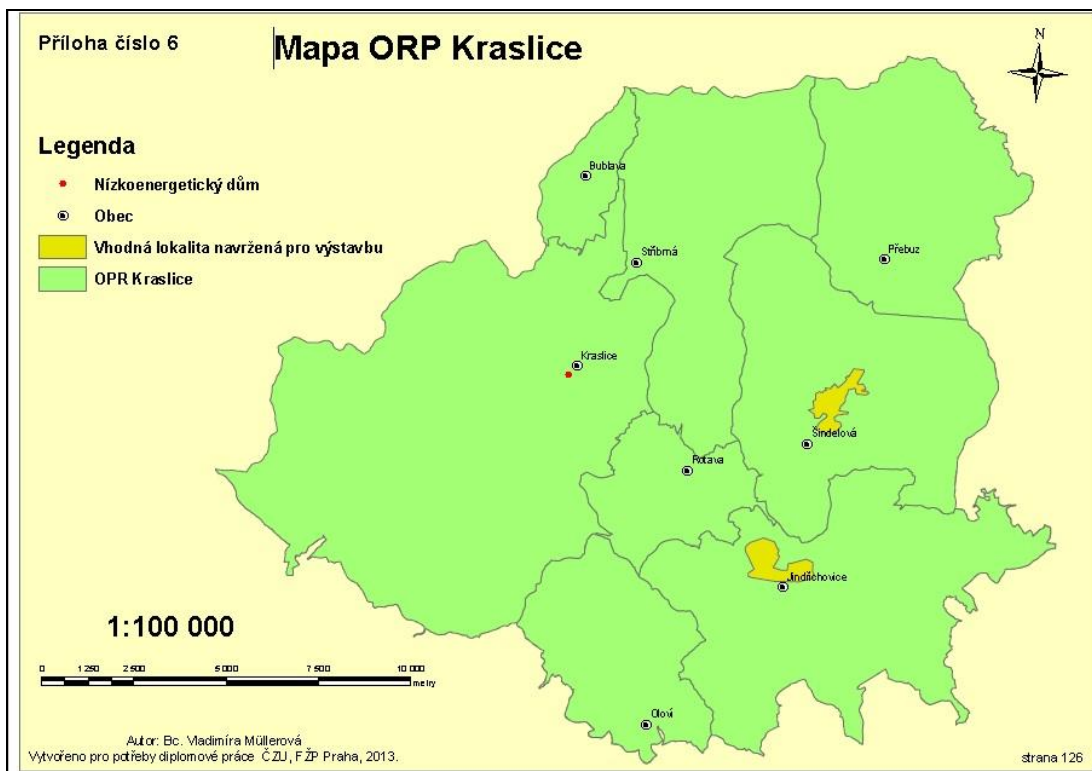 Příloha číslo 6
Mapa ORP Kraslice
N
Legenda
Nízkoenergetický dům
Obec
Vhodná lokalita navržená pro výstavbu
OPR Kraslice
Bublava
Stříbrná
Přebuz
Kraslice
Šindelová
Rotava
Jindřichovice
Oloví
1:100 000
0 1 250 2 500 5 000 7 500 10 000
metry
Autor: Bc. Vladimíra Müllerová
Vytvořeno pro potřeby diplomové práce ČZU, FŽP Praha, 2013.
strana 126